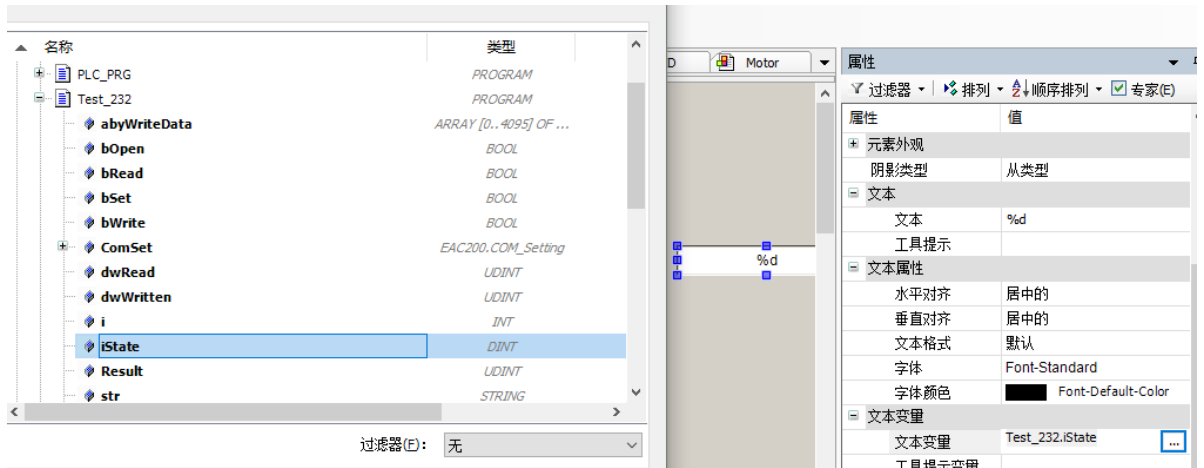 名称 类型
PLC_PRG PROGRAM
Test_232 PROGRAM
abyWriteData ARRAY [0..4095] OF ...
bOpen BOOL
bRead BOOL
bSet BOOL
bWrite BOOL
ComSet EAC200.COM_Setting
dwRead UDINT
dwWritten UDINT
i INT
iState DINT
Result UDINT
str STRING
过滤器(F): 无
D Motor
%d
属性
过滤器 排列 顺序排列 专家(E)
属性 值
元素外观
阴影类型 从类型
文本
文本 %d
工具提示
文本属性
水平对齐 居中的
垂直对齐 居中的
文本格式 默认
字体 Font-Standard
字体颜色 Font-Default-Color
文本变量
文本变量 Test_232.iState ...
工具提示变量